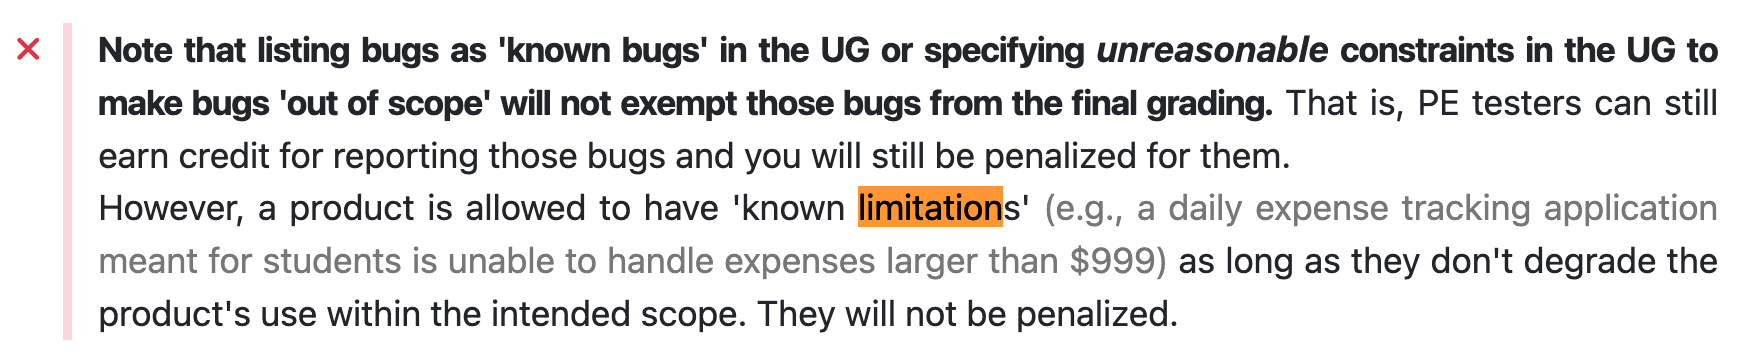 Note that listing bugs as 'known bugs' in the UG or specifying unreasonable constraints in the UG to
make bugs 'out of scope' will not exempt those bugs from the final grading. That is, PE testers can still
earn credit for reporting those bugs and you will still be penalized for them.
However, a product is allowed to have 'known limitations' (e.g., a daily expense tracking application
meant for students is unable to handle expenses larger than $999) as long as they don't degrade the
product's use within the intended scope. They will not be penalized.